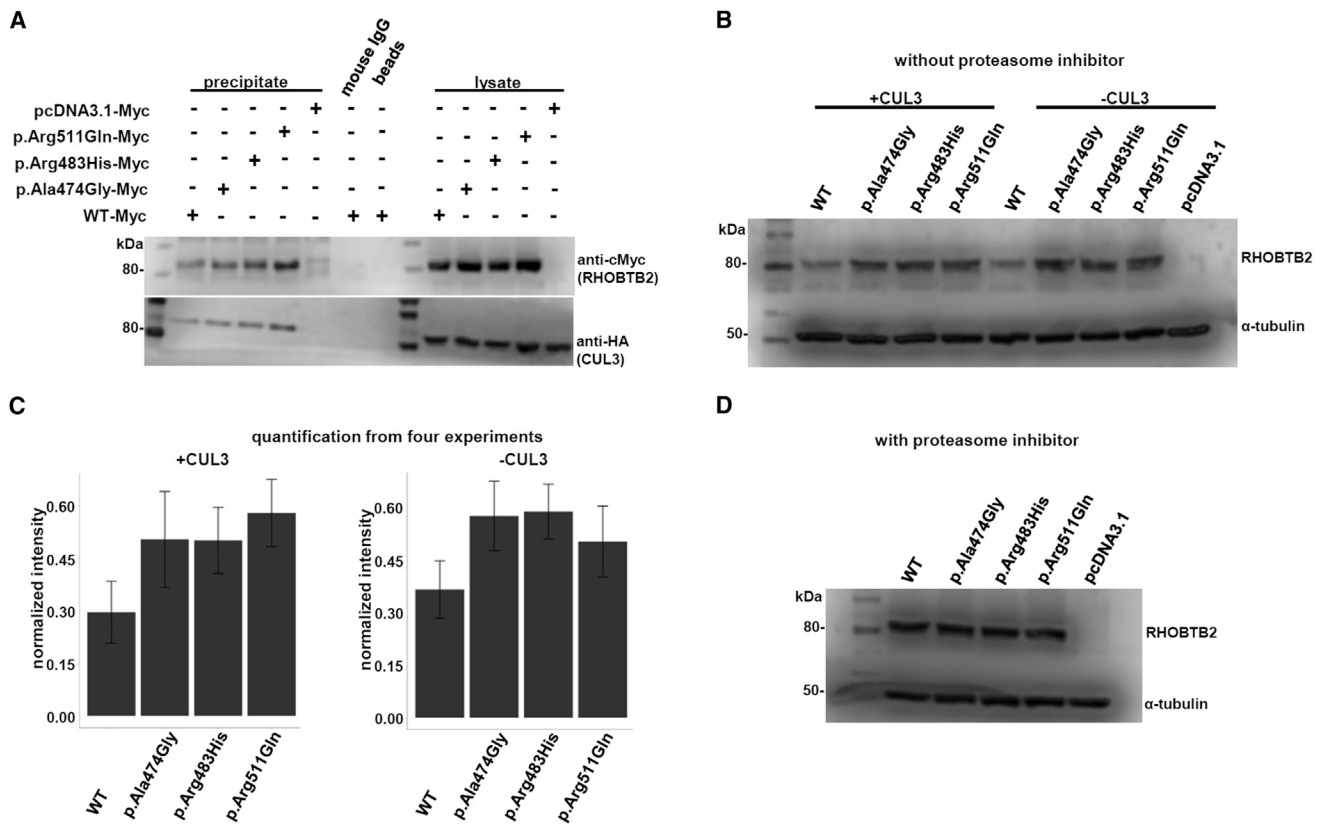 A
precipitate
mouse IgG
beads
lysate
pcDNA3.1-Myc - - - - + - - - - - - +
p.Arg511Gln-Myc - - - + - - - - - - + -
p.Arg483His-Myc - - + - - - - - - + - -
p.Ala474Gly-Myc - + - - - - - - + - - -
WT-Myc + - - - - + + + - - - -
kDa
80-
anti-cMyc
(RHOBTB2)
80-
anti-HA
(CUL3)
B
without proteasome inhibitor
+CUL3 -CUL3
WT p.Ala474Gly p.Arg483His p.Arg511Gln WT p.Ala474Gly p.Arg483His p.Arg511Gln pcDNA3.1
kDa
80-
RHOBTB2
50-
α-tubulin
C
quantification from four experiments
+CUL3
normalized intensity
0.60
0.45
0.30
0.15
0.00
WT p.Ala474Gly p.Arg483His p.Arg511Gln
-CUL3
normalized intensity
0.60
0.45
0.30
0.15
0.00
WT p.Ala474Gly p.Arg483His p.Arg511Gln
D
with proteasome inhibitor
WT p.Ala474Gly p.Arg483His p.Arg511Gln pcDNA3.1
kDa
80-
RHOBTB2
50-
α-tubulin